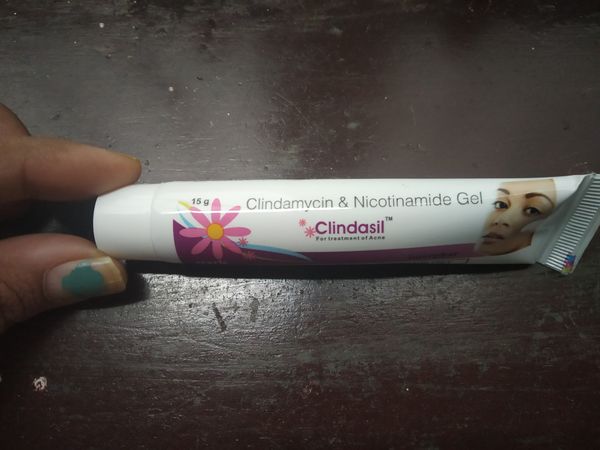 15 g
Clindamycin & Nicotinamide Gel
Clindasil™
For treatment of Acne